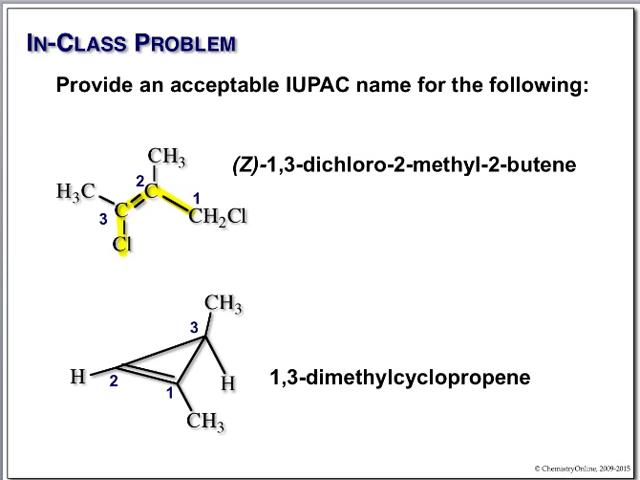 IN-CLASS PROBLEM
Provide an acceptable IUPAC name for the following:
CH₃
(Z)-1,3-dichloro-2-methyl-2-butene
2
H₃C
C
1
C
3
CH₂Cl
Cl
CH₃
3
H
2
1
H
1,3-dimethylcyclopropene
CH₃
© ChemistryOnline, 2009-2015